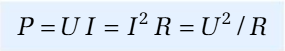 P = U I = I² R = U² / R